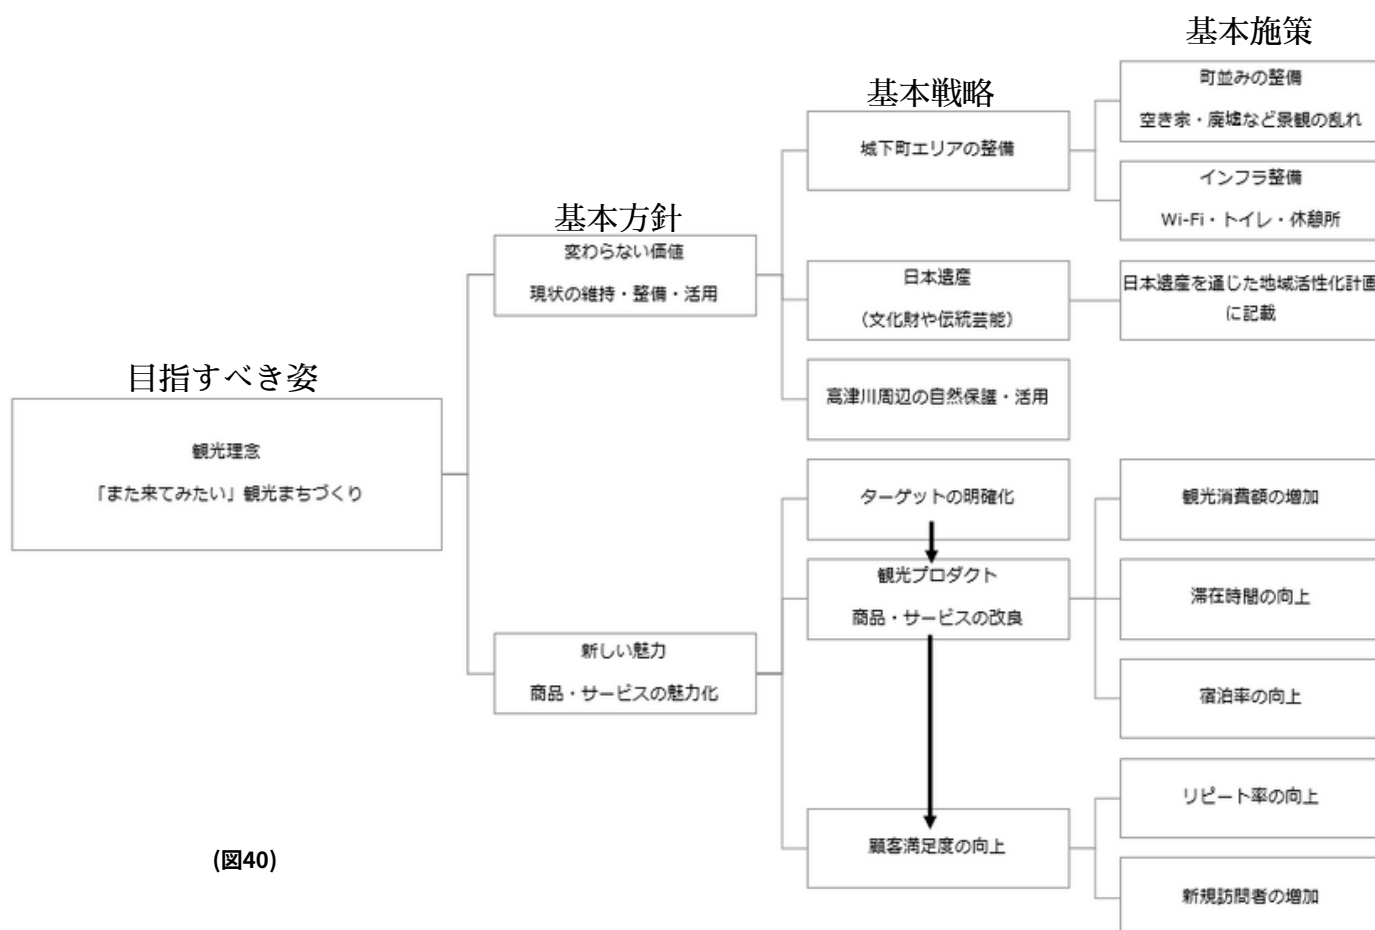 基本施策
町並みの整備
空き家・廃墟など景観の乱れ
基本戦略
城下町エリアの整備
インフラ整備
Wi-Fi・トイレ・休憩所
基本方針
変わらない価値
現状の維持・整備・活用
日本遺産
（文化財や伝統芸能）
日本遺産を通じた地域活性化計画
に記載
目指すべき姿
高津川周辺の自然保護・活用
観光理念
「また来てみたい」観光まちづくり
ターゲットの明確化
観光消費額の増加
観光プロダクト
商品・サービスの改良
滞在時間の向上
新しい魅力
商品・サービスの魅力化
宿泊率の向上
リピート率の向上
顧客満足度の向上
(図40)
新規訪問者の増加